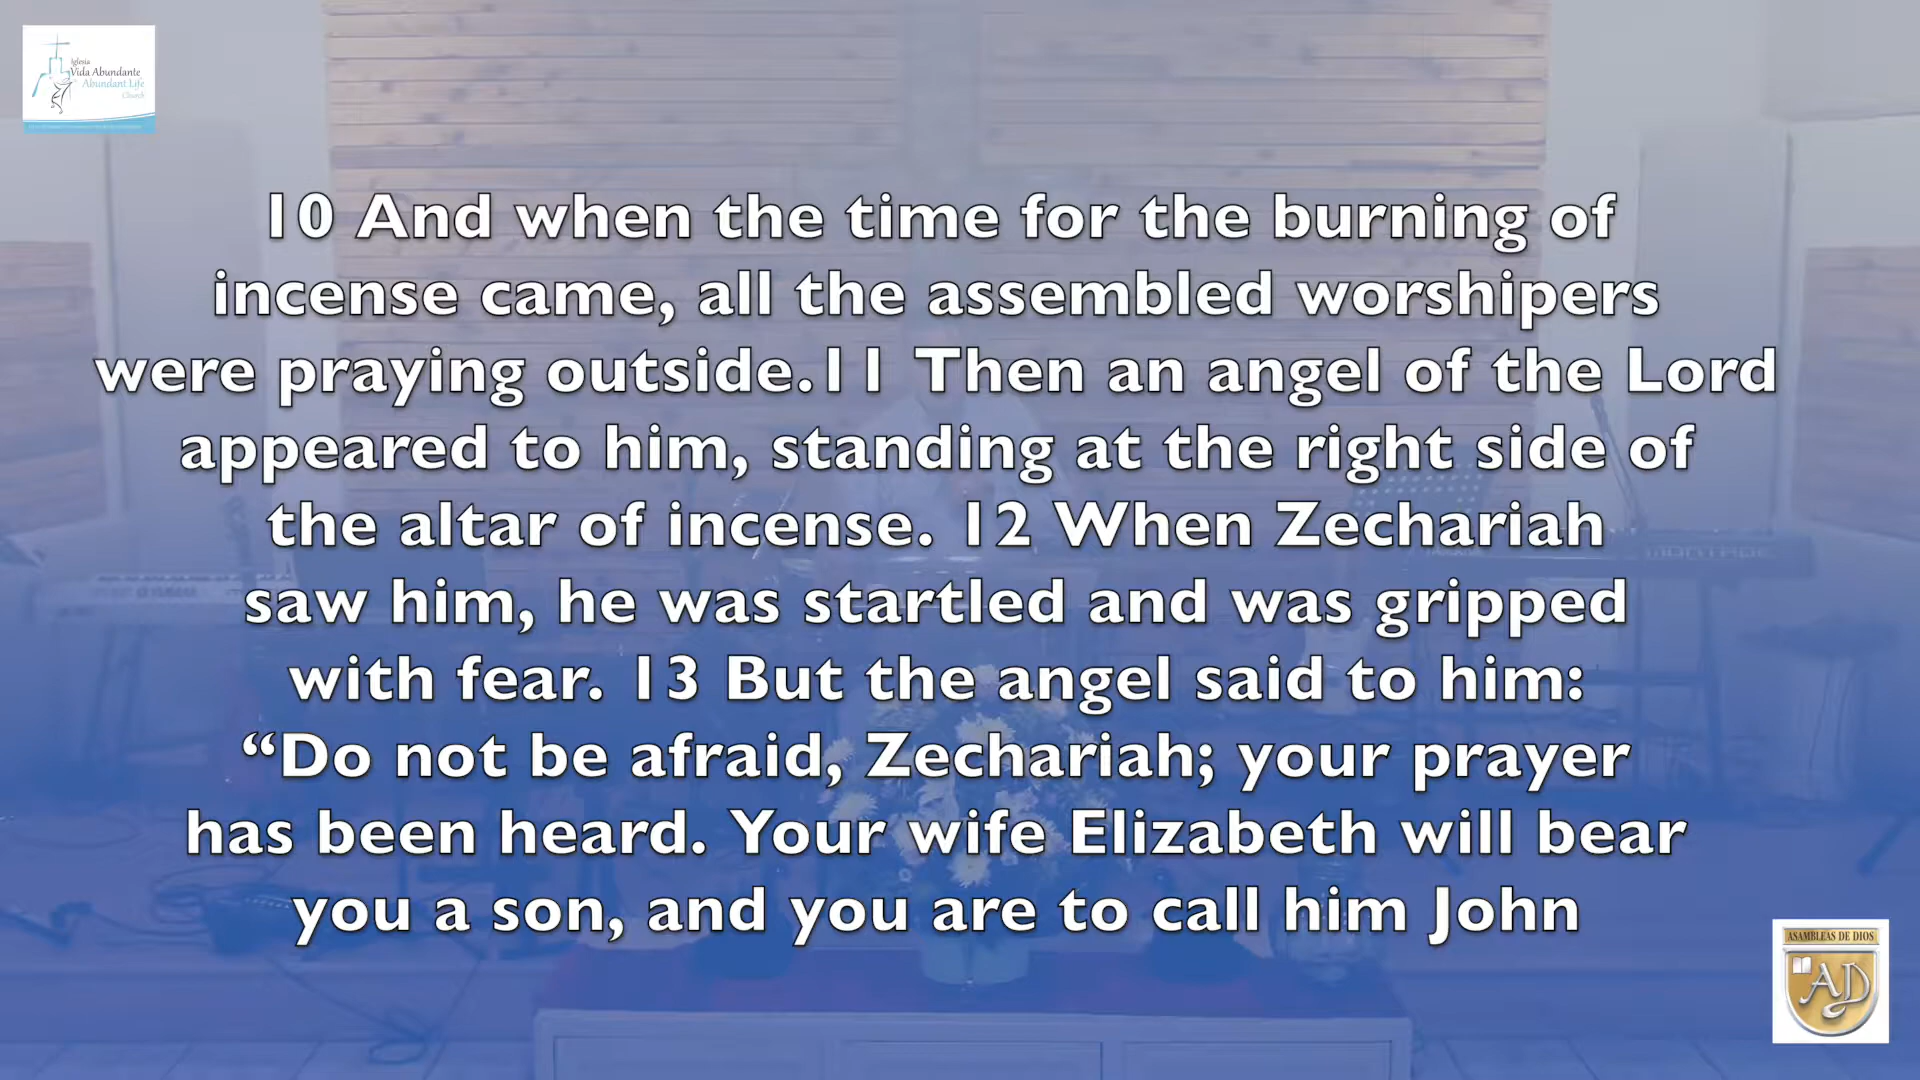 Iglesia
Vida Abundante
Abundant Life
Church
10 And when the time for the burning of
incense came, all the assembled worshipers
were praying outside.11 Then an angel of the Lord
appeared to him, standing at the right side of
the altar of incense. 12 When Zechariah
saw him, he was startled and was gripped
with fear. 13 But the angel said to him:
“Do not be afraid, Zechariah; your prayer
has been heard. Your wife Elizabeth will bear
you a son, and you are to call him John
MONTAGE
ASAMBLEAS DE DIOS
AD